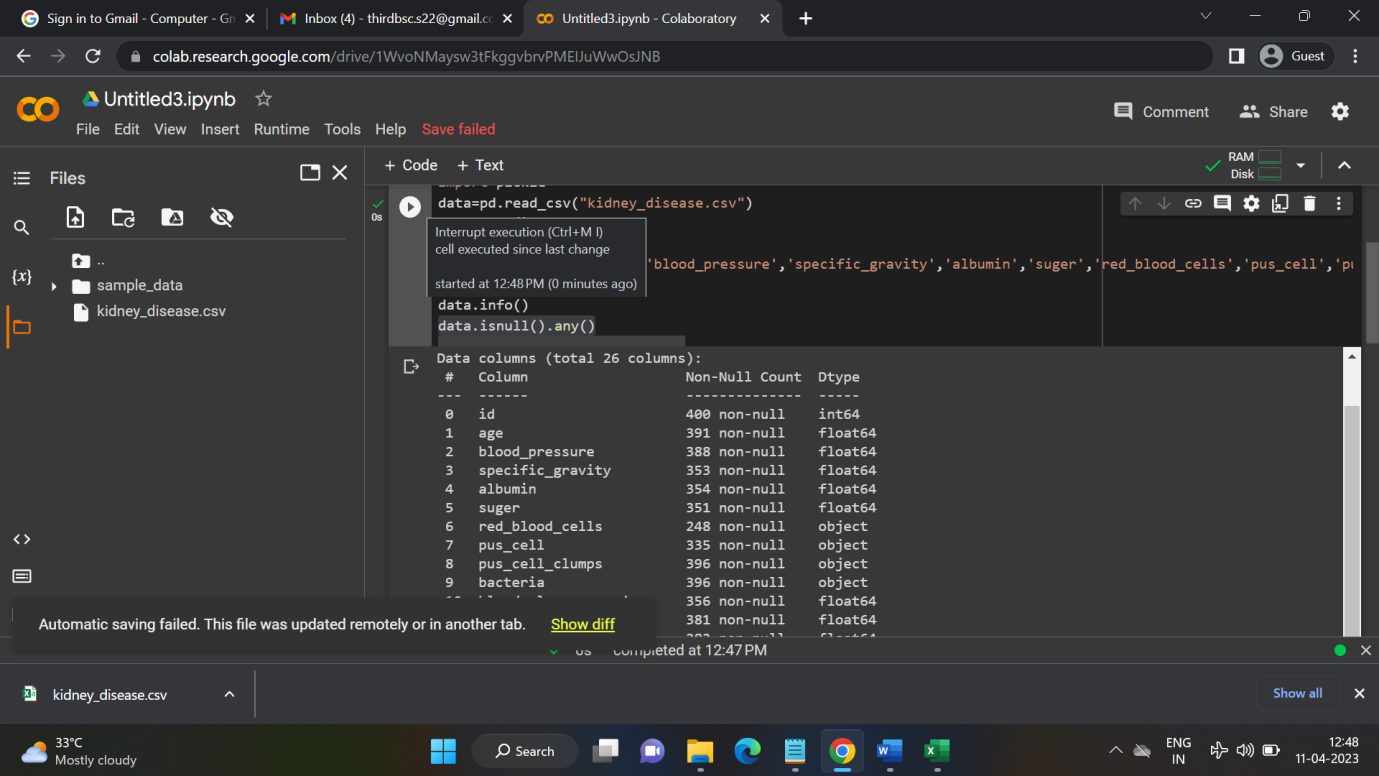 Sign in to Gmail - Computer - Gm
Inbox (4) - thirdbsc.s22@gmail.co
Untitled3.ipynb - Colaboratory
colab.research.google.com/drive/1WvoNMaysw3tFkggvbrvPMEIJuWwOsJNB
Guest
Untitled3.ipynb
File Edit View Insert Runtime Tools Help Save failed
Comment
Share
Files
+ Code + Text
RAM
Disk
..
sample_data
kidney_disease.csv
{x}
0s
import pickle
data=pd.read_csv("kidney_disease.csv")
Interrupt execution (Ctrl+M I)
cell executed since last change
started at 12:48 PM (0 minutes ago)
'blood_pressure','specific_gravity','albumin','suger','red_blood_cells','pus_cell','pu
data.info()
data.isnull().any()
Data columns (total 26 columns):
# Column Non-Null Count Dtype
--- ------ -------------- -----
0 id 400 non-null int64
1 age 391 non-null float64
2 blood_pressure 388 non-null float64
3 specific_gravity 353 non-null float64
4 albumin 354 non-null float64
5 suger 351 non-null float64
6 red_blood_cells 248 non-null object
7 pus_cell 335 non-null object
8 pus_cell_clumps 396 non-null object
9 bacteria 396 non-null object
356 non-null float64
381 non-null float64
Automatic saving failed. This file was updated remotely or in another tab. Show diff
0s completed at 12:47 PM
kidney_disease.csv
Show all
33°C
Mostly cloudy
Search
ENG
IN
12:48
11-04-2023